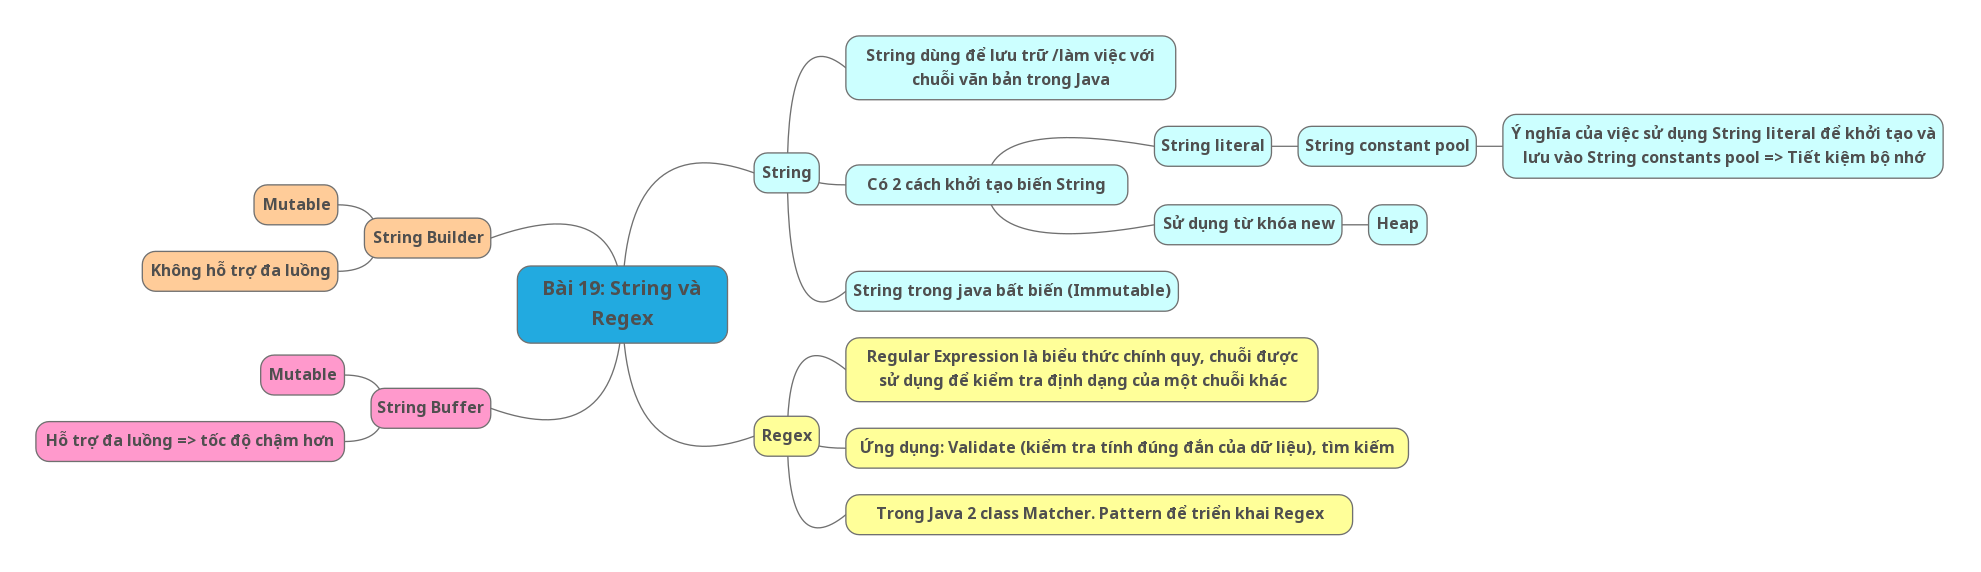 Bài 19: String và
Regex
String
String dùng để lưu trữ /làm việc với
chuỗi văn bản trong Java
Có 2 cách khởi tạo biến String
String literal
String constant pool
Ý nghĩa của việc sử dụng String literal để khởi tạo và
lưu vào String constants pool => Tiết kiệm bộ nhớ
Sử dụng từ khóa new
Heap
String trong java bất biến (Immutable)
Regex
Regular Expression là biểu thức chính quy, chuỗi được
sử dụng để kiểm tra định dạng của một chuỗi khác
Ứng dụng: Validate (kiểm tra tính đúng đắn của dữ liệu), tìm kiếm
Trong Java 2 class Matcher. Pattern để triển khai Regex
String Builder
Mutable
Không hỗ trợ đa luồng
String Buffer
Mutable
Hỗ trợ đa luồng => tốc độ chậm hơn